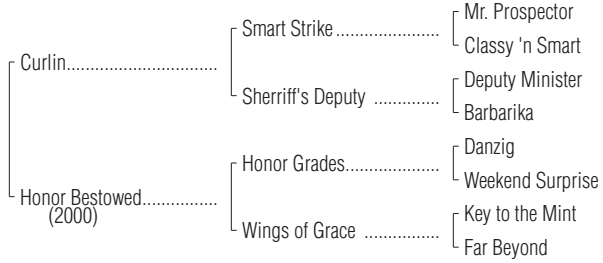 Mr. Prospector
Smart Strike......................
Classy 'n Smart
Curlin................................
Deputy Minister
Sherriff's Deputy ..............
Barbarika
Danzig
Honor Grades....................
Weekend Surprise
Honor Bestowed................
(2000)
Key to the Mint
Wings of Grace ................
Far Beyond